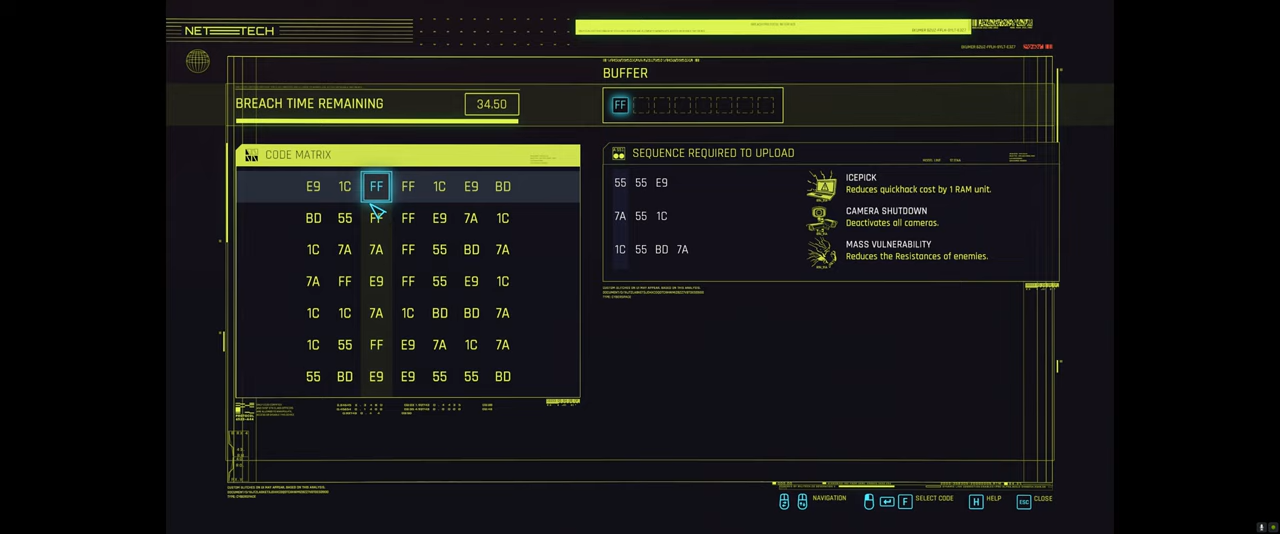 NET TECH
BUFFER
BREACH TIME REMAINING 34.50
FF
CODE MATRIX
E9 1C FF FF 1C E9 BD
BD 55 FF FF E9 7A 1C
1C 7A 7A FF 55 BD 7A
7A FF E9 FF 55 E9 1C
1C 1C 7A 1C BD BD 7A
1C 55 FF E9 7A 1C 7A
55 BD E9 E9 55 55 BD
SEQUENCE REQUIRED TO UPLOAD
55 55 E9
ICEPICK
Reduces quickhack cost by 1 RAM unit.
7A 55 1C
CAMERA SHUTDOWN
Deactivates all cameras.
1C 55 BD 7A
MASS VULNERABILITY
Reduces the Resistances of enemies.
NAVIGATION
F SELECT CODE
H HELP
ESC CLOSE